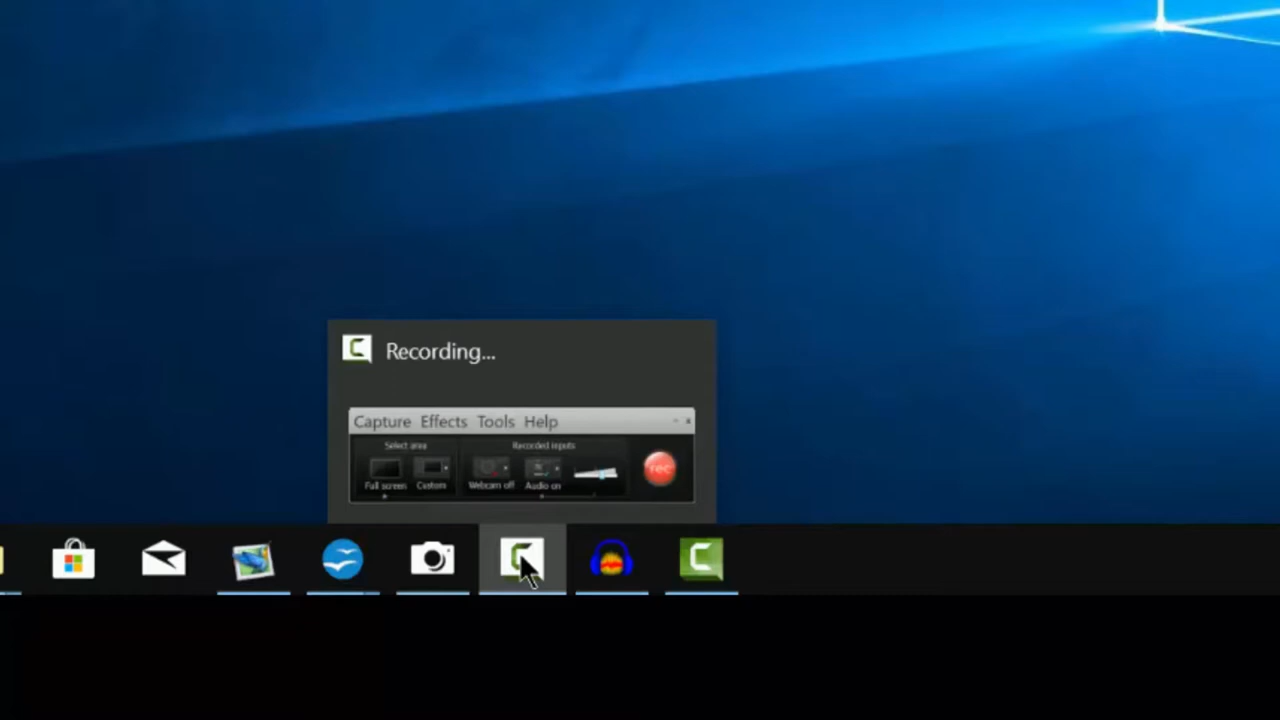 Recording...
Capture Effects Tools Help
Select area Recorded inputs
rec
Full screen Custom Webcam off Audio on